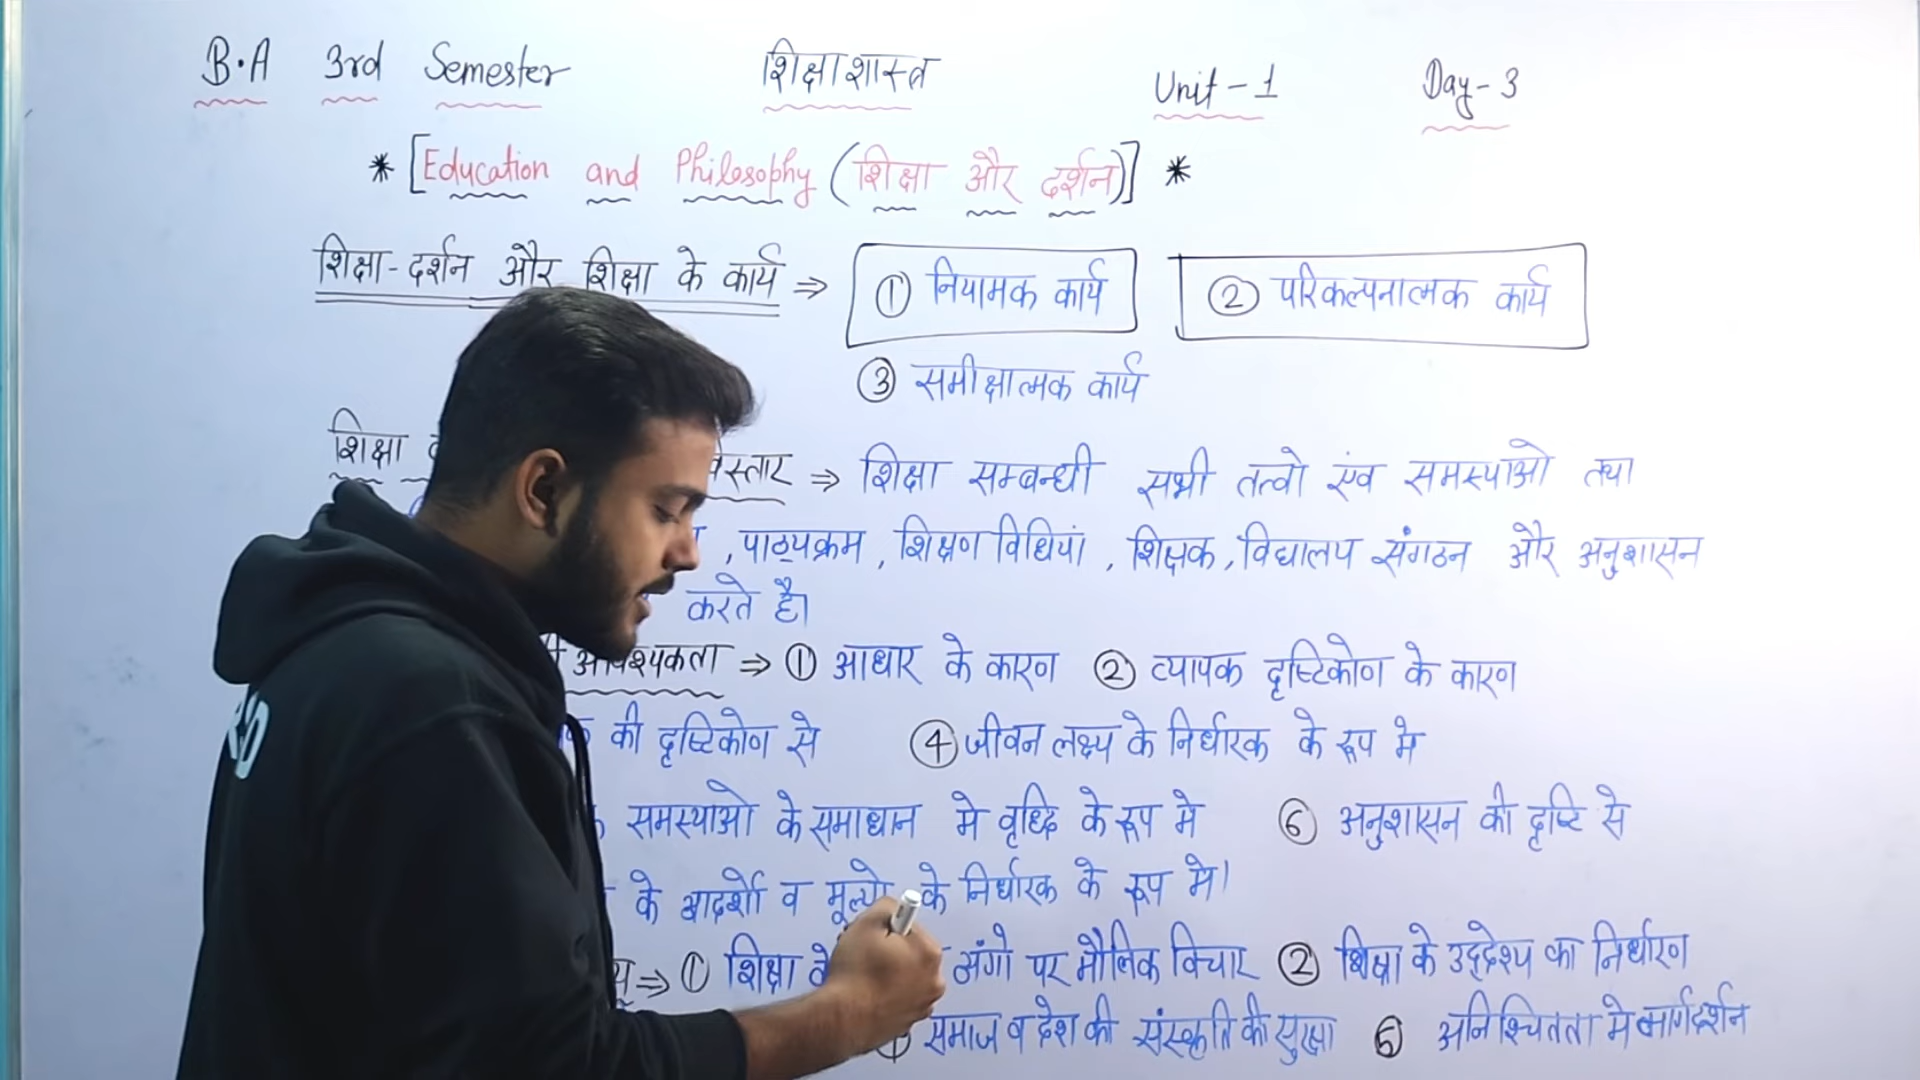 B.A 3rd Semester शिक्षाशास्त्र Unit - 1 Day - 3
* [Education and Philosophy (शिक्षा और दर्शन)] *
शिक्षा - दर्शन और शिक्षा के कार्य ⇒ ① नियामक कार्य ② परिकल्पनात्मक कार्य
③ समीक्षात्मक कार्य
शिक्षा ⇒ शिक्षा सम्बन्धी सभी तत्वो एंव समस्याओ तथा
, पाठ्यक्रम , शिक्षण विधियां , शिक्षक , विद्यालय संगठन और अनुशासन
करते है।
आवश्यकता ⇒ ① आधार के कारण ② व्यापक दृष्टिकोण के कारण
की दृष्टिकोण से ④ जीवन लक्ष्य के निर्धारक के रूप मे
समस्याओ के समाधान मे वृध्दि के रूप मे ⑥ अनुशासन की दृष्टि से
के आदर्शो व मूल्यो के निर्धारक के रूप मे।
⇒ ① शिक्षा अंगो पर मौलिक विचार ② शिक्षा के उद्देश्य का निर्धारण
समाज व देश की संस्कृति की सुरक्षा ⑤ अनिश्चितता मे मार्गदर्शन